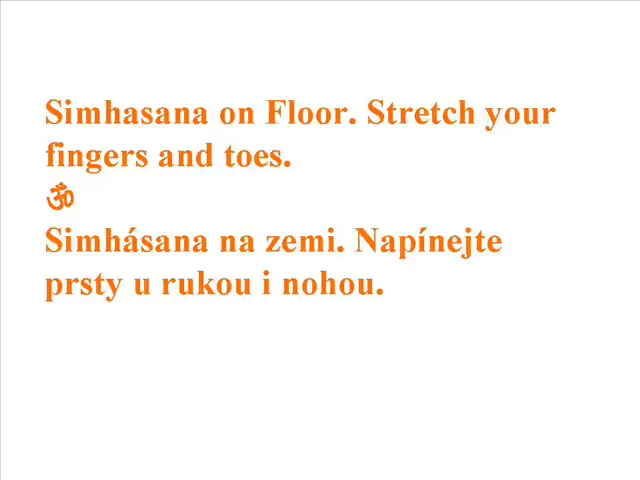 Simhasana on Floor. Stretch your
fingers and toes.
ॐ
Simhásana na zemi. Napínejte
prsty u rukou i nohou.